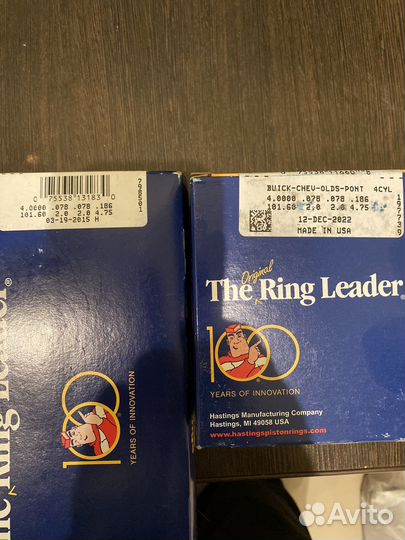 0 75538 13183 0
4.0000 .078 .078 .186
101.60 2.0 2.0 4.75
03-19-2015 H
The Ring Leader®
100
YEARS OF INNOVATION
BUICK-CHEV-OLDS-PONT 4CYL
4.0000 .078 .078 .186
101.60 2.0 2.0 4.75
12-DEC-2022
MADE IN USA
The Original Ring Leader®
100
YEARS OF INNOVATION
Hastings Manufacturing Company
Hastings, MI 49058 USA
www.hastingspistonrings.com
Avito